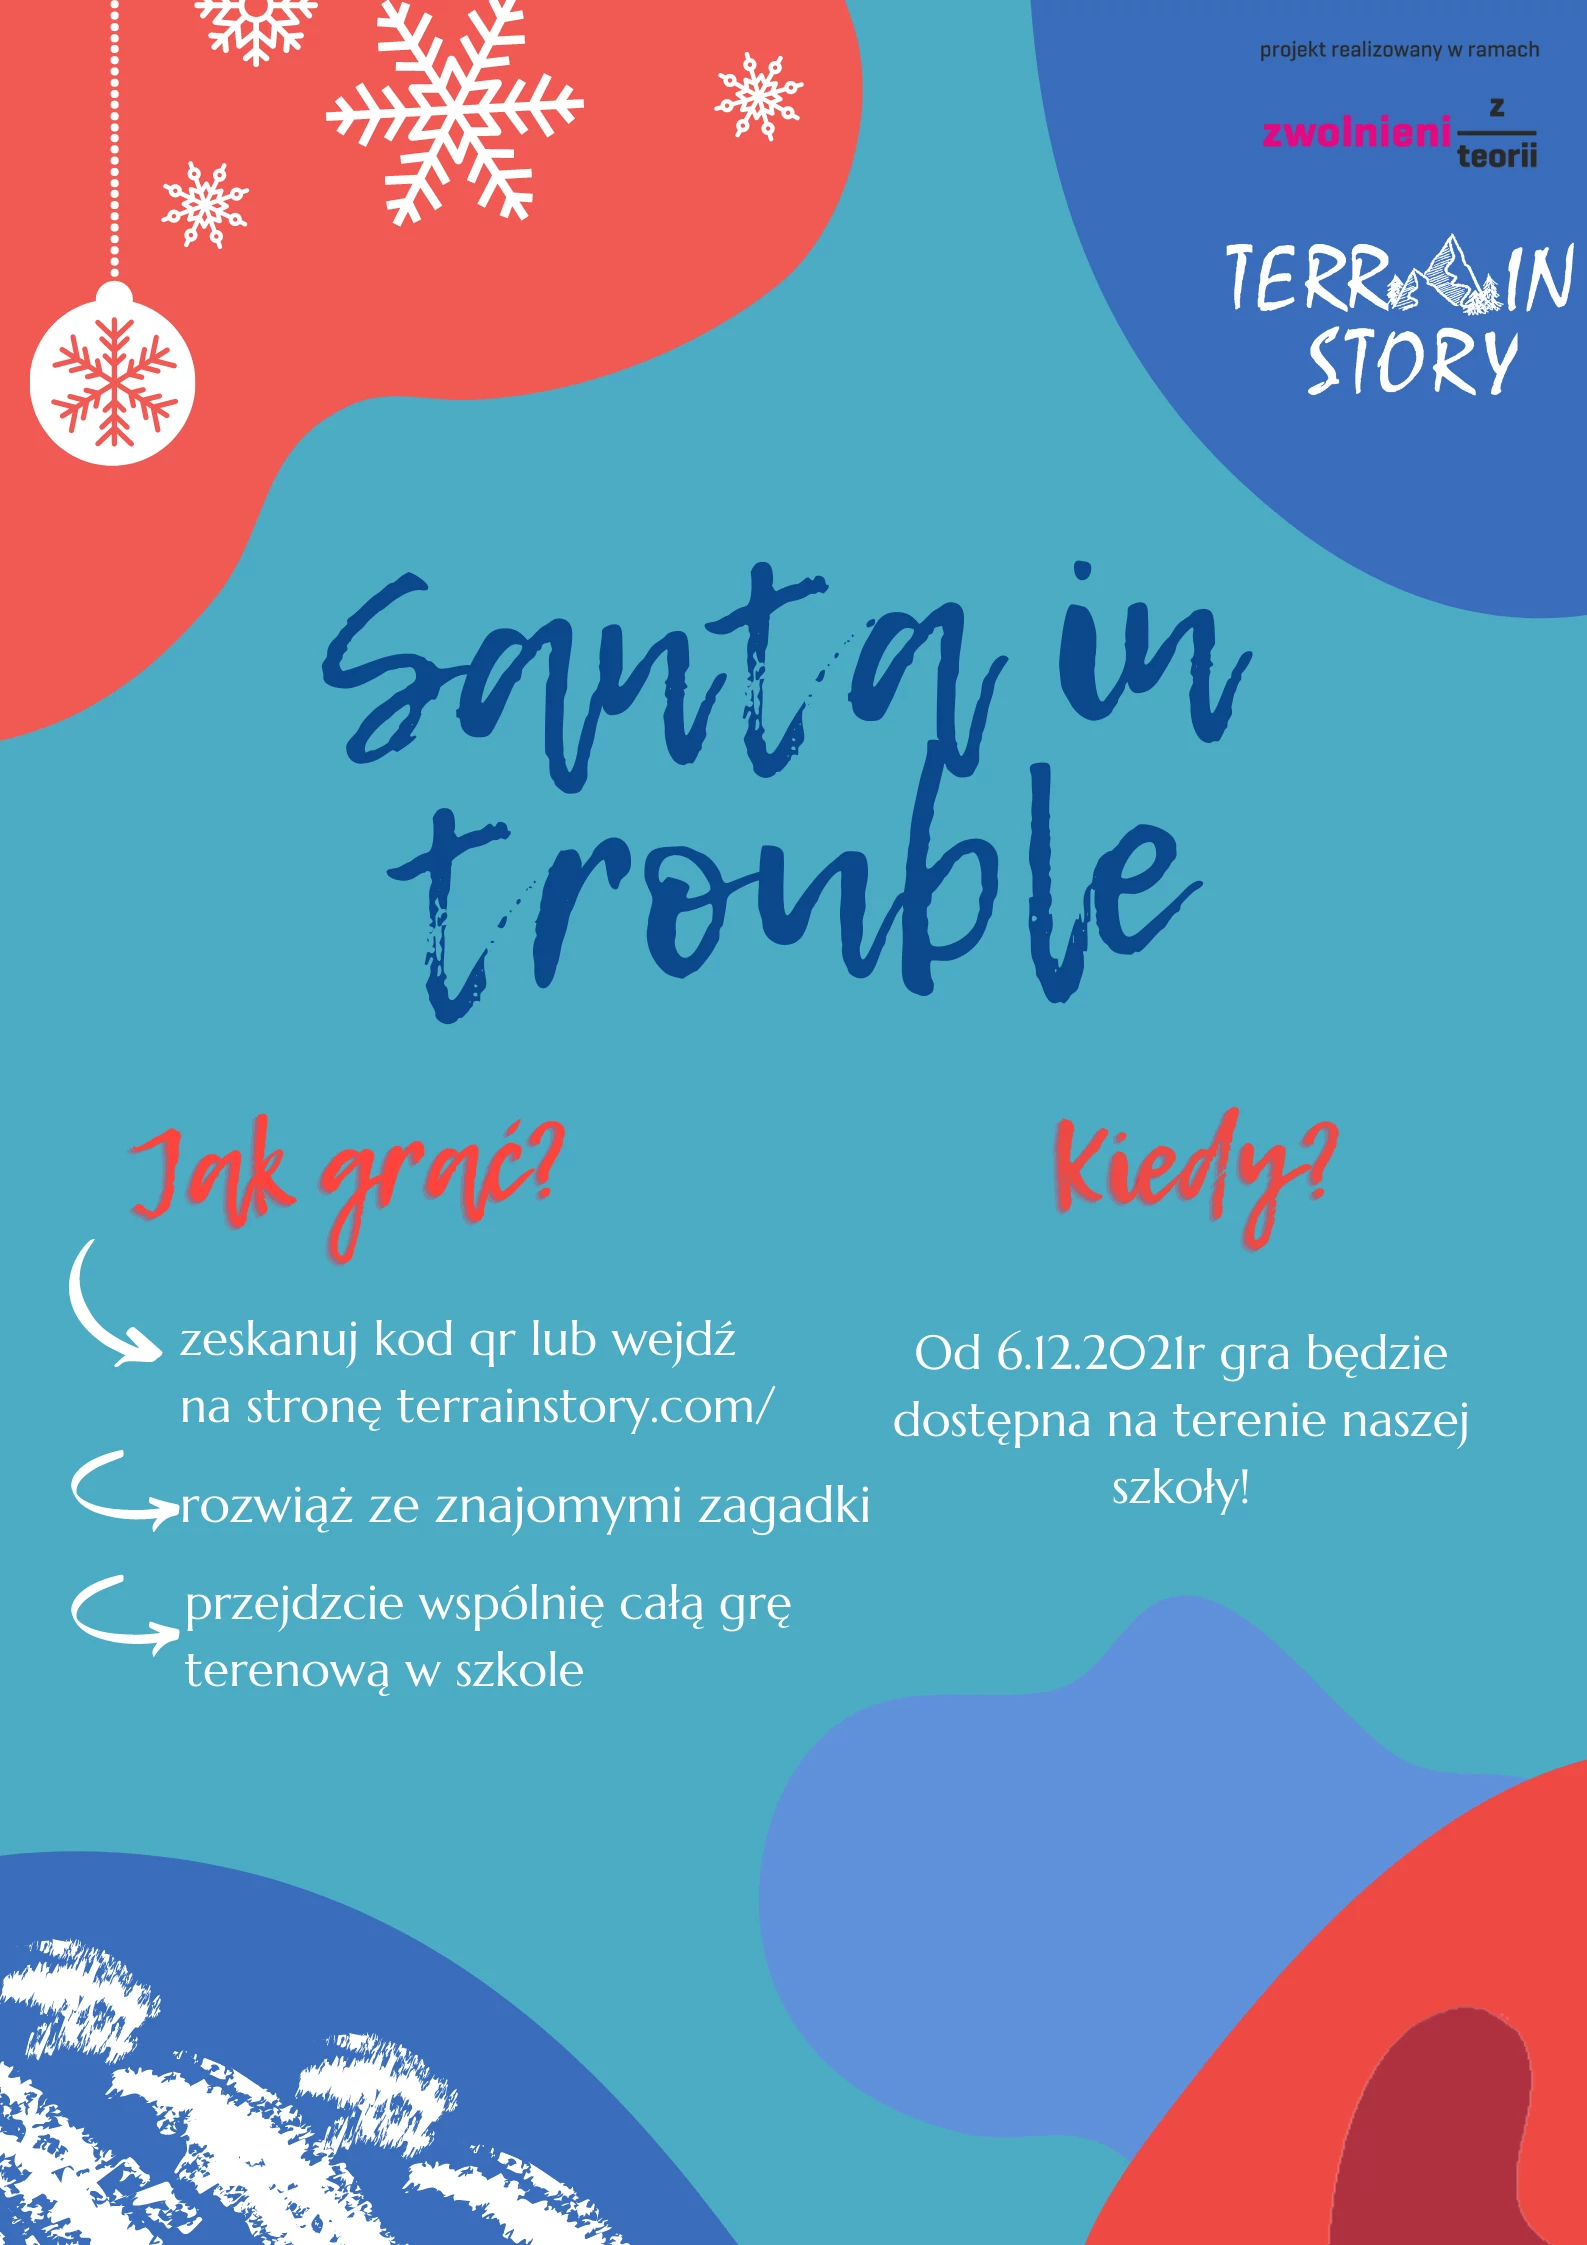 projekt realizowany w ramach
zwolnieni z teorii
TERRAIN
STORY
Santa in
trouble
Jak grać?
zeskanuj kod qr lub wejdź
na stronę terrainstory.com/
rozwiąż ze znajomymi zagadki
przejdzcie wspólnię całą grę
terenową w szkole
Kiedy?
Od 6.12.2021r gra będzie
dostępna na terenie naszej
szkoły!